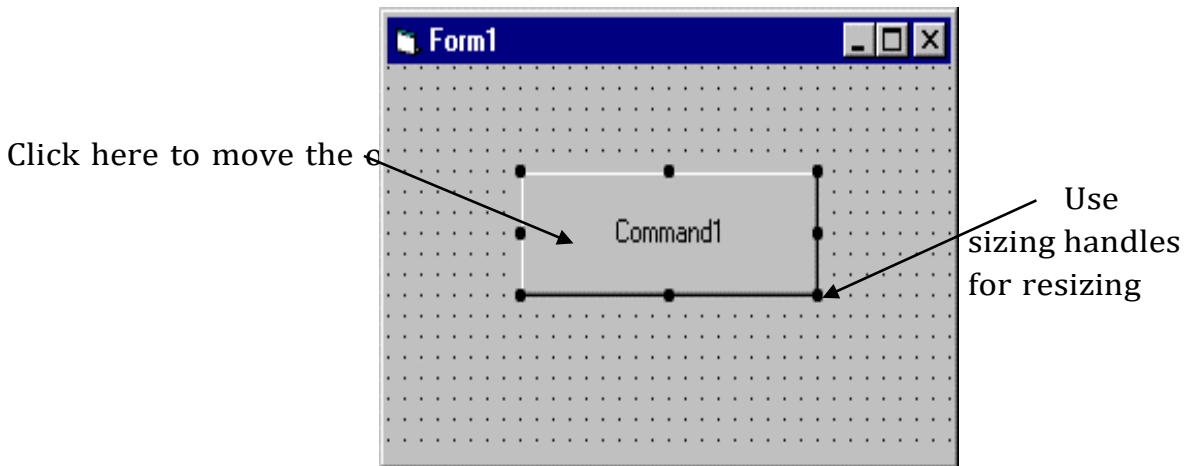 Form1
Click here to move the c
Command1
Use
sizing handles
for resizing